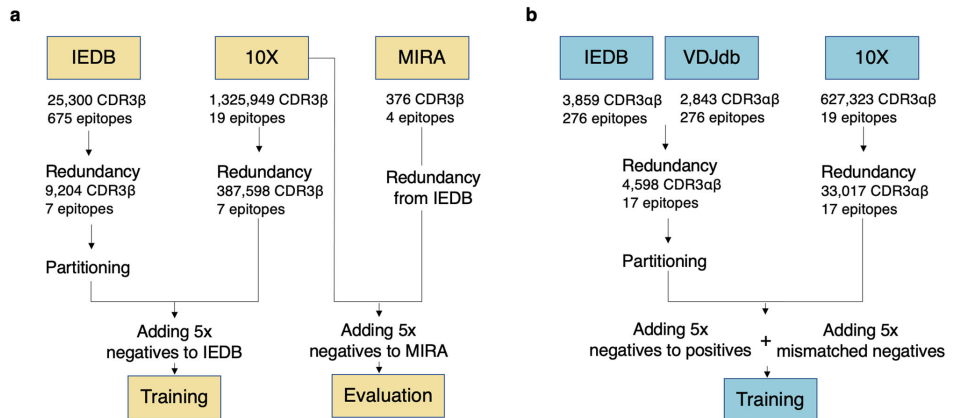 a
IEDB
10X
MIRA
25,300 CDR3β
675 epitopes
1,325,949 CDR3β
19 epitopes
376 CDR3β
4 epitopes
Redundancy
9,204 CDR3β
7 epitopes
Redundancy
387,598 CDR3β
7 epitopes
Redundancy
from IEDB
Partitioning
Adding 5x
negatives to IEDB
Adding 5x
negatives to MIRA
Training
Evaluation
b
IEDB
VDJdb
10X
3,859 CDR3αβ
276 epitopes
2,843 CDR3αβ
276 epitopes
627,323 CDR3αβ
19 epitopes
Redundancy
4,598 CDR3αβ
17 epitopes
Redundancy
33,017 CDR3αβ
17 epitopes
Partitioning
Adding 5x
negatives to positives
+
Adding 5x
mismatched negatives
Training